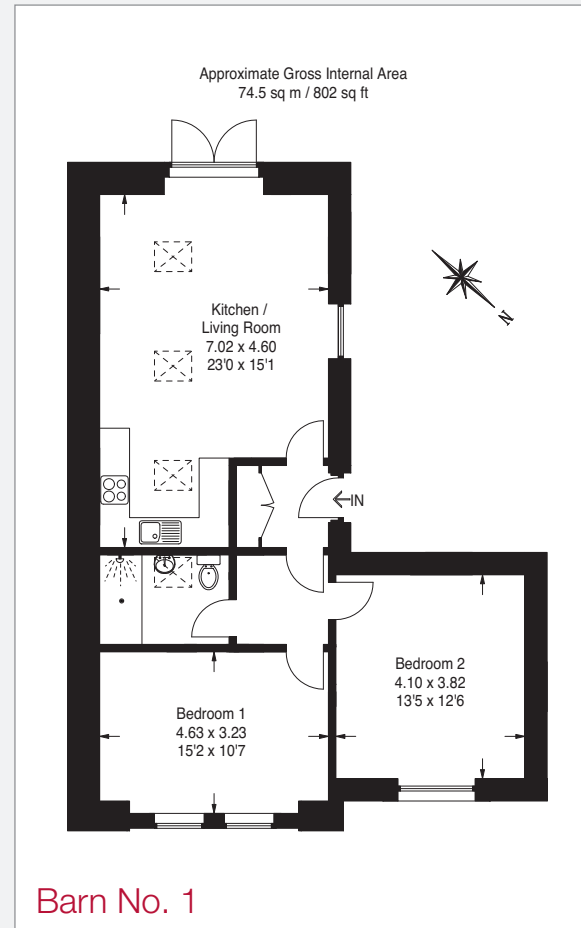 Approximate Gross Internal Area
74.5 sq m / 802 sq ft
Kitchen /
Living Room
7.02 x 4.60
23'0 x 15'1
N
IN
Bedroom 2
4.10 x 3.82
13'5 x 12'6
Bedroom 1
4.63 x 3.23
15'2 x 10'7
Barn No. 1